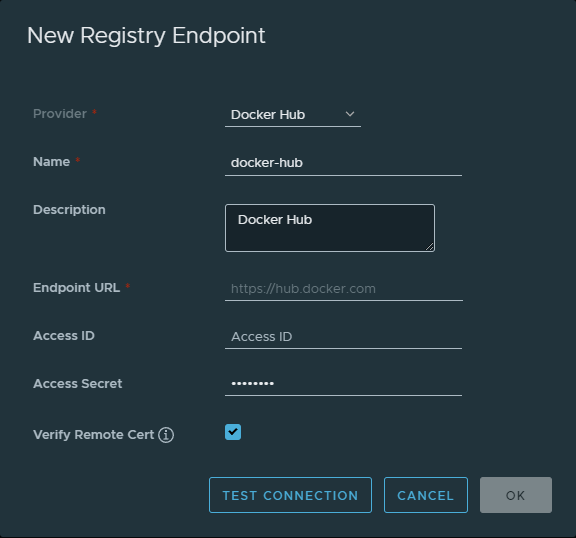 New Registry Endpoint
Provider *
Docker Hub
Name *
docker-hub
Description
Docker Hub
Endpoint URL *
https://hub.docker.com
Access ID
Access ID
Access Secret
••••••••
Verify Remote Cert
TEST CONNECTION
CANCEL
OK